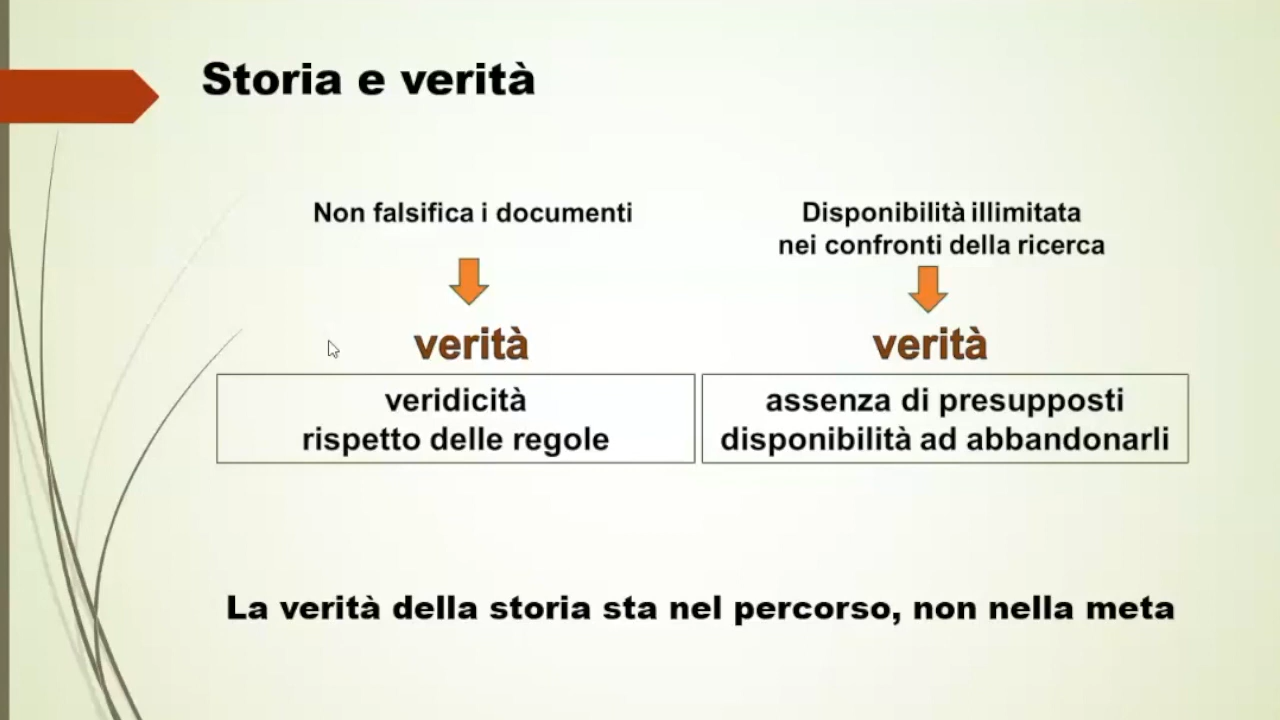 Storia e verità
Non falsifica i documenti
Disponibilità illimitata
nei confronti della ricerca
verità
verità
veridicità
rispetto delle regole
assenza di presupposti
disponibilità ad abbandonarli
La verità della storia sta nel percorso, non nella meta